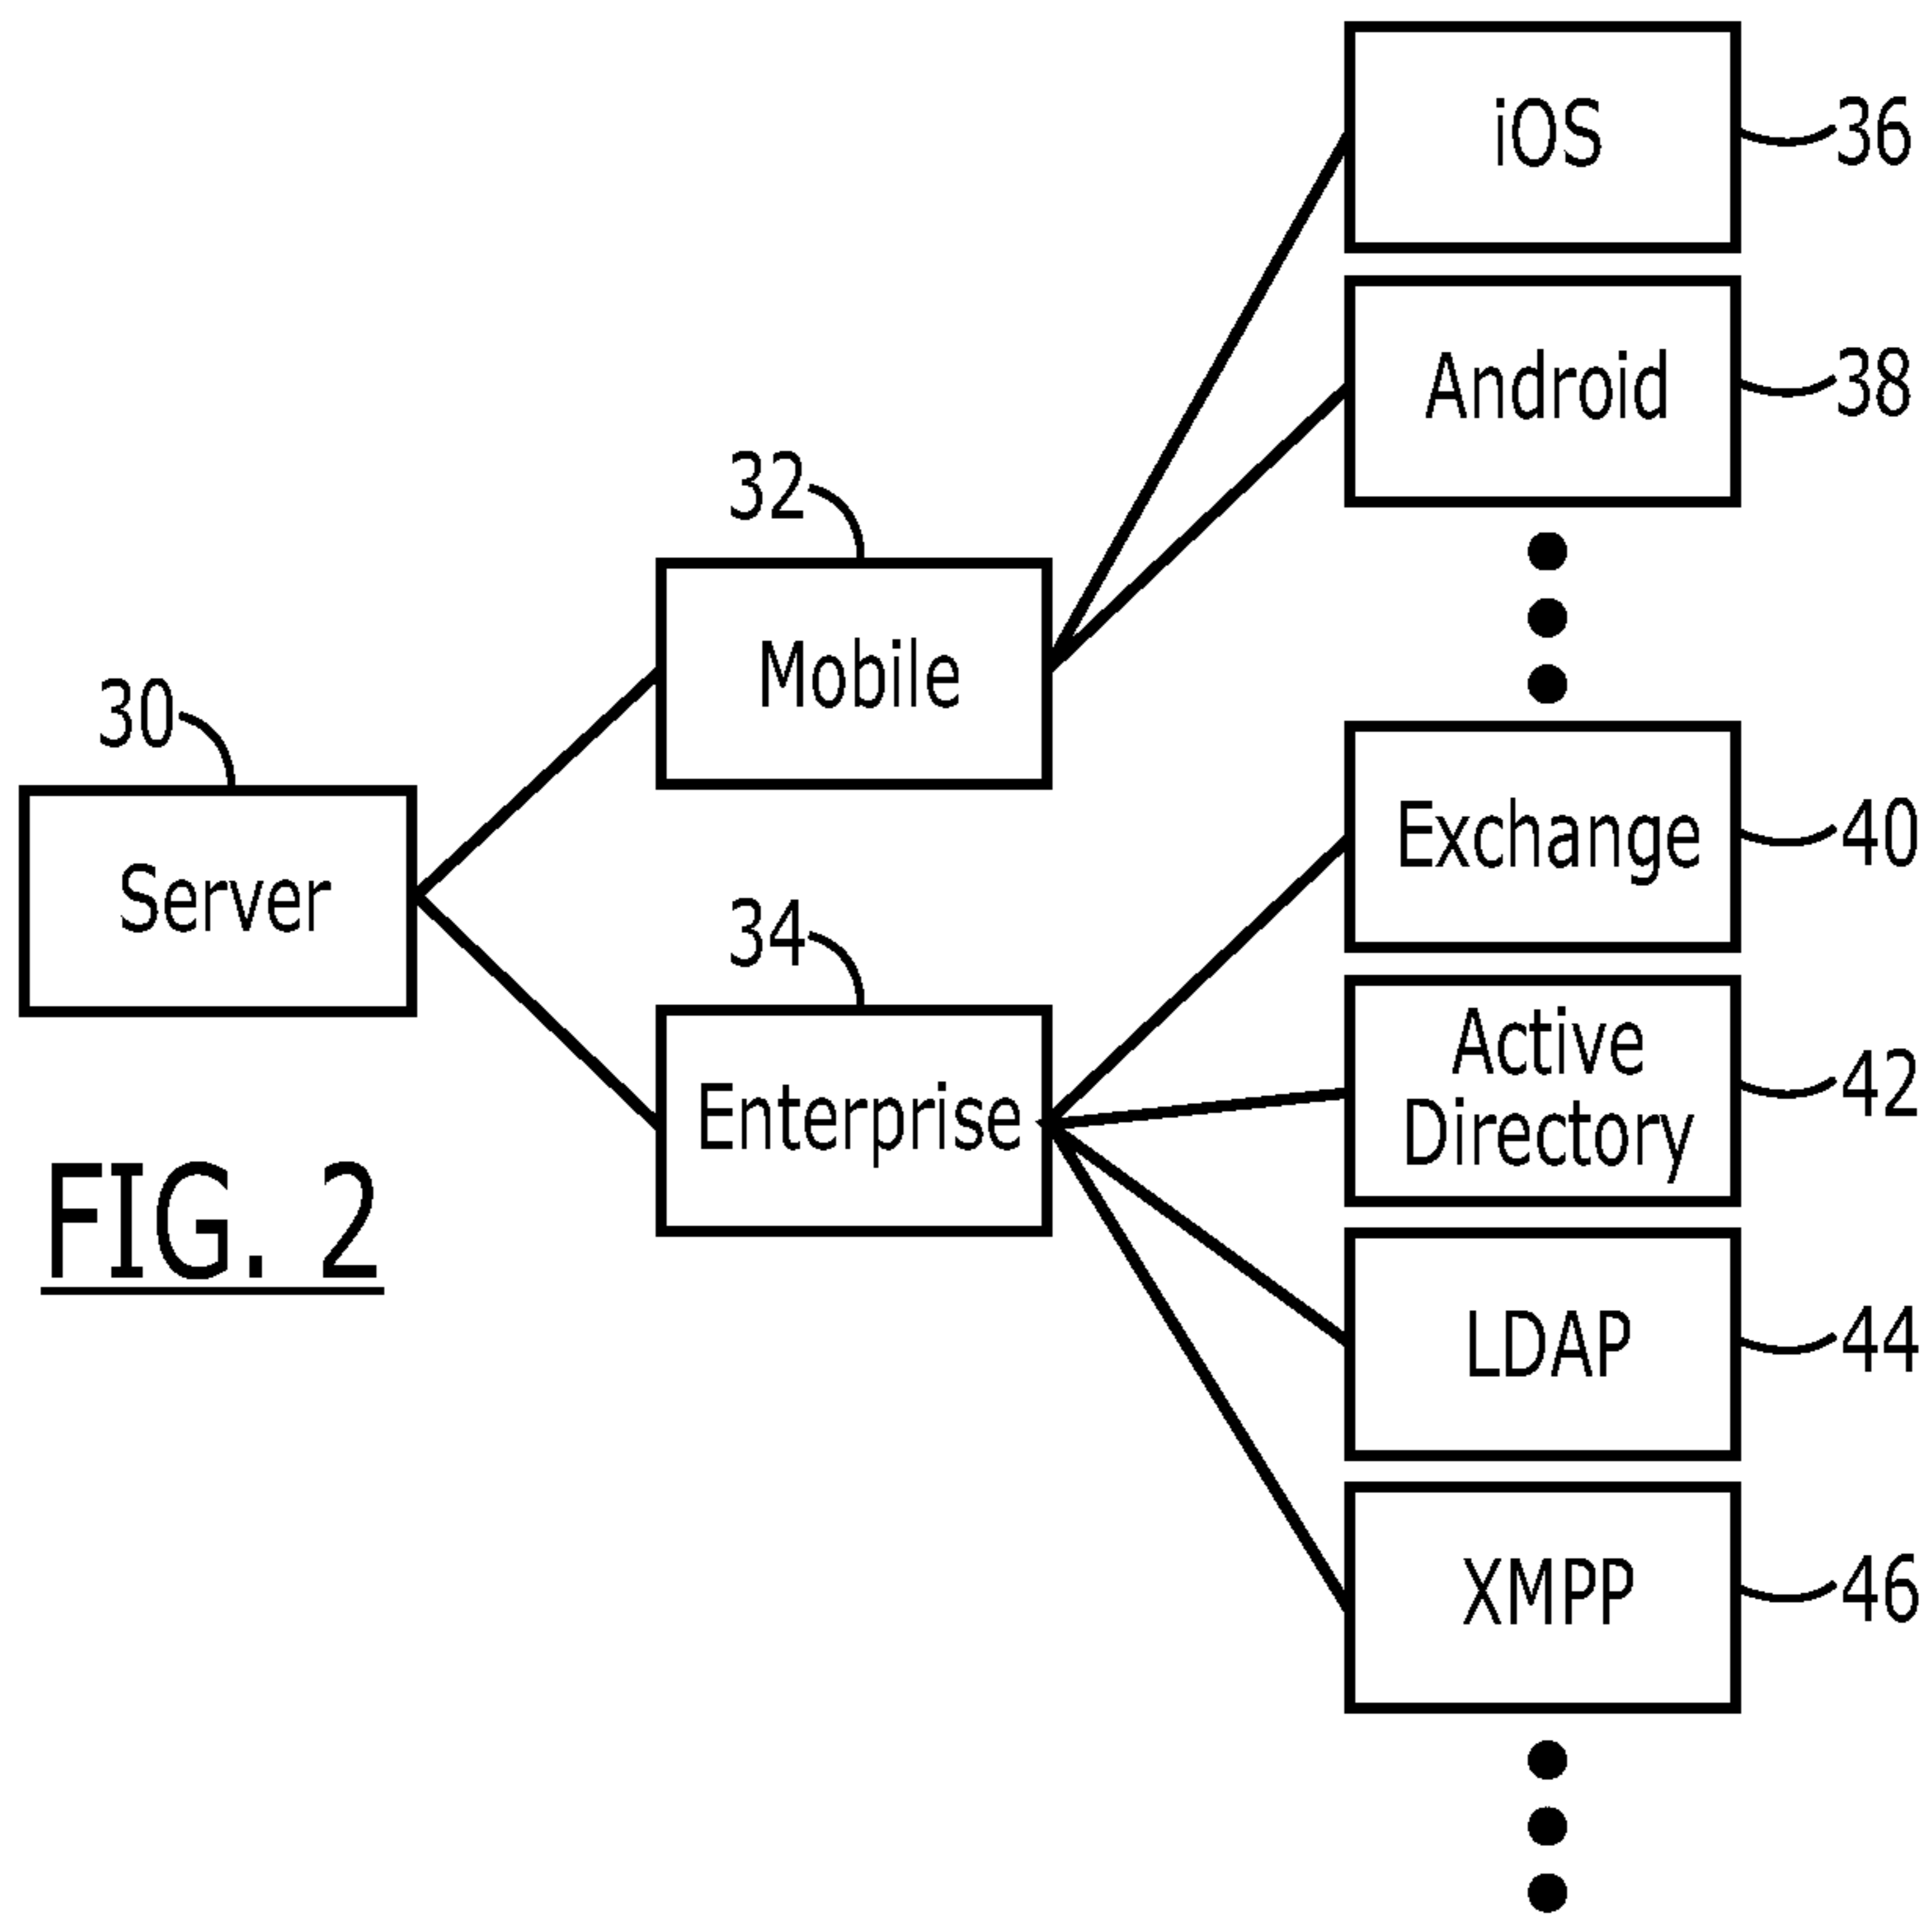 iOS
36
Android
38
32
Mobile
30
Server
Exchange
40
34
Enterprise
Active
Directory
42
FIG. 2
LDAP
44
XMPP
46